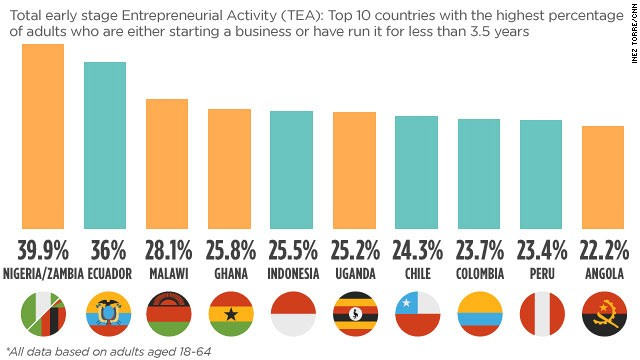 Total early stage Entrepreneurial Activity (TEA): Top 10 countries with the highest percentage
of adults who are either starting a business or have run it for less than 3.5 years
INEZ TORRE/CNN
39.9% 36% 28.1% 25.8% 25.5% 25.2% 24.3% 23.7% 23.4% 22.2%
NIGERIA/ZAMBIA ECUADOR MALAWI GHANA INDONESIA UGANDA CHILE COLOMBIA PERU ANGOLA
*All data based on adults aged 18-64